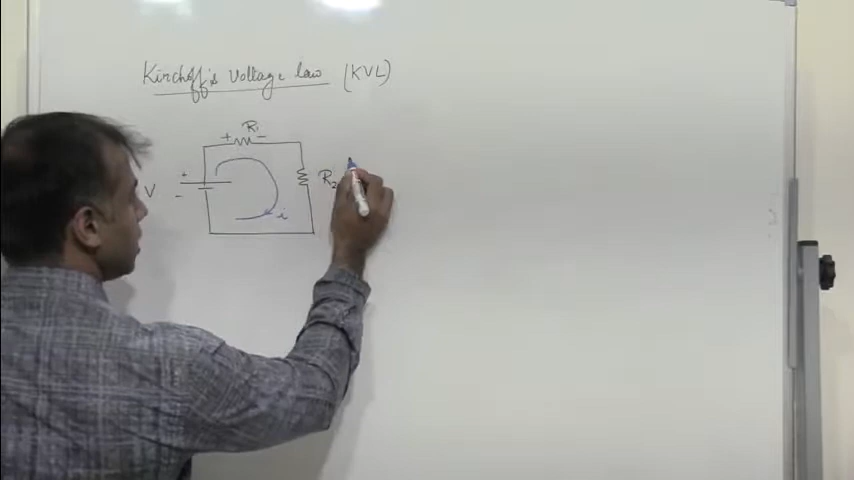 Kirchoff's Voltage law (KVL)
R1
+ −
+
V
−
R2
i